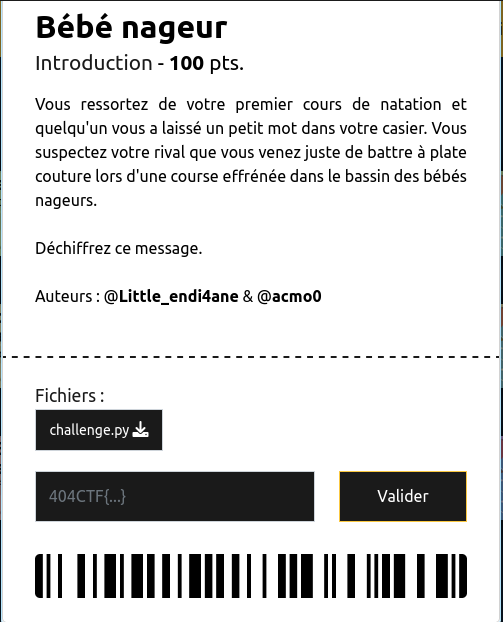 Bébé nageur
Introduction - 100 pts.
Vous ressortez de votre premier cours de natation et
quelqu'un vous a laissé un petit mot dans votre casier. Vous
suspectez votre rival que vous venez juste de battre à plate
couture lors d'une course effrénée dans le bassin des bébés
nageurs.
Déchiffrez ce message.
Auteurs : @Little_endi4ane & @acmo0
Fichiers :
challenge.py
404CTF{...}
Valider